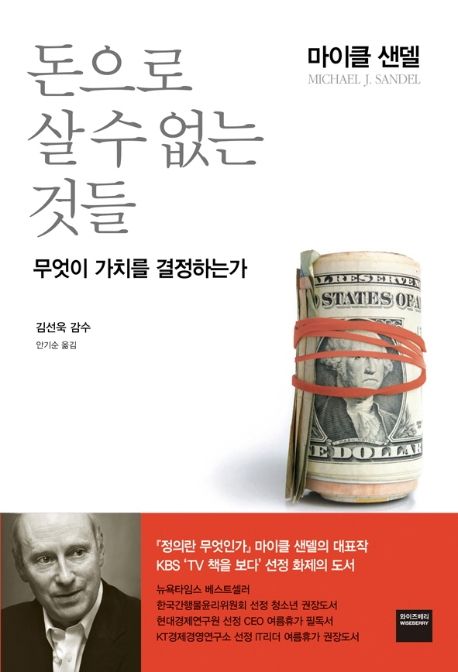 마이클 샌델
MICHAEL J. SANDEL
돈으로
살 수 없는
것들
무엇이 가치를 결정하는가
김선욱 감수
안기순 옮김
AL RESERVE
D STATES OF A
NE DOLLAR
『정의란 무엇인가』 마이클 샌델의 대표작
KBS ‘TV 책을 보다’ 선정 화제의 도서
뉴욕타임스 베스트셀러
한국간행물윤리위원회 선정 청소년 권장도서
현대경제연구원 선정 CEO 여름휴가 필독서
KT경제경영연구소 선정 IT리더 여름휴가 권장도서
와이즈베리
WISEBERRY